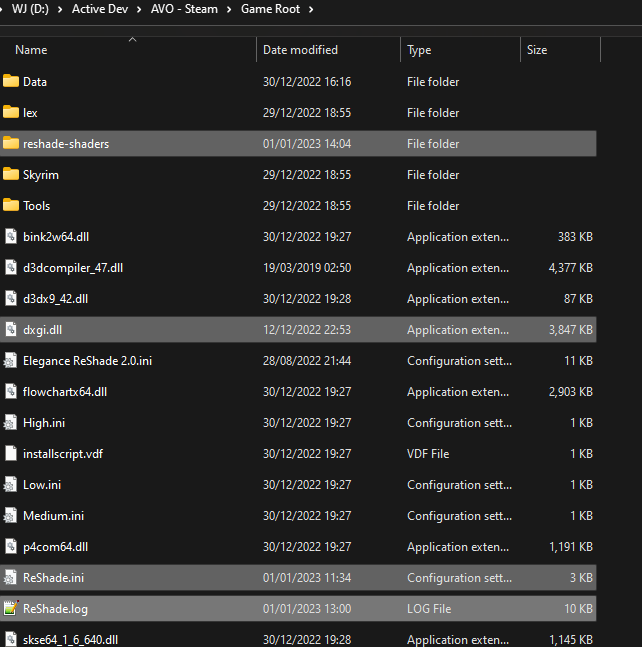 WJ (D:) > Active Dev > AVO - Steam > Game Root >
Name Date modified Type Size
Data 30/12/2022 16:16 File folder
lex 29/12/2022 18:55 File folder
reshade-shaders 01/01/2023 14:04 File folder
Skyrim 29/12/2022 18:55 File folder
Tools 29/12/2022 18:55 File folder
bink2w64.dll 30/12/2022 19:27 Application exten... 383 KB
d3dcompiler_47.dll 19/03/2019 02:50 Application exten... 4,377 KB
d3dx9_42.dll 30/12/2022 19:28 Application exten... 87 KB
dxgi.dll 12/12/2022 22:53 Application exten... 3,847 KB
Elegance ReShade 2.0.ini 28/08/2022 21:44 Configuration sett... 11 KB
flowchartx64.dll 30/12/2022 19:27 Application exten... 2,903 KB
High.ini 30/12/2022 19:27 Configuration sett... 1 KB
installscript.vdf 30/12/2022 19:27 VDF File 1 KB
Low.ini 30/12/2022 19:27 Configuration sett... 1 KB
Medium.ini 30/12/2022 19:27 Configuration sett... 1 KB
p4com64.dll 30/12/2022 19:27 Application exten... 1,191 KB
ReShade.ini 01/01/2023 11:34 Configuration sett... 3 KB
ReShade.log 01/01/2023 13:00 LOG File 10 KB
skse64_1_6_640.dll 30/12/2022 19:28 Application exten... 1,145 KB